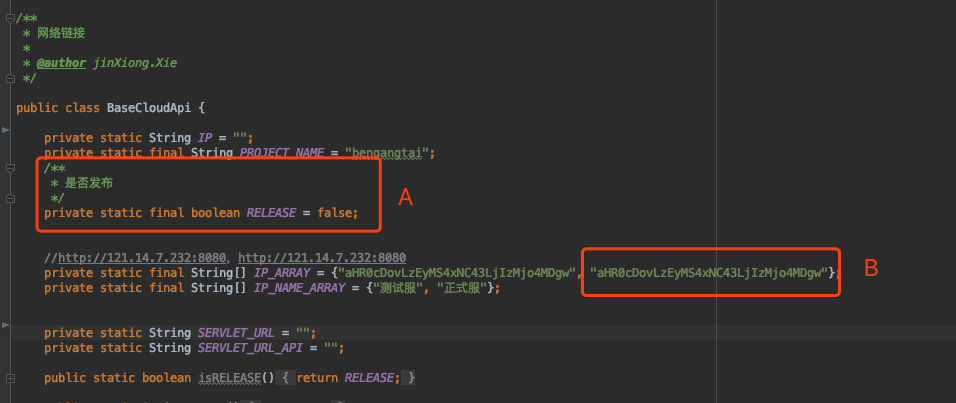 /**
* 网络链接
*
* @author jinXiong.Xie
*/
public class BaseCloudApi {
private static String IP = "";
private static final String PROJECT_NAME = "bengangtai";
/**
* 是否发布
*/
private static final boolean RELEASE = false;
A
//http://121.14.7.232:8080, http://121.14.7.232:8080
private static final String[] IP_ARRAY = {"aHR0cDovLzEyMS4xNC43LjIzMjo4MDgw", "aHR0cDovLzEyMS4xNC43LjIzMjo4MDgw"};
B
private static final String[] IP_NAME_ARRAY = {"测试服", "正式服"};
private static String SERVLET_URL = "";
private static String SERVLET_URL_API = "";
public static boolean isRELEASE() { return RELEASE; }